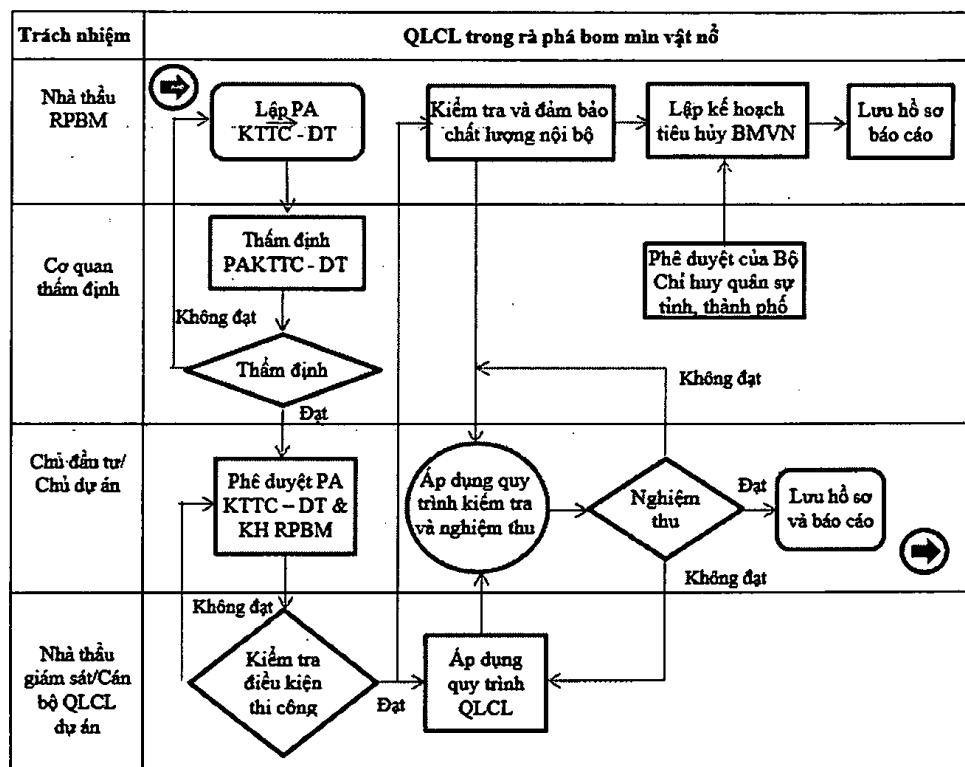 Trách nhiệm
QLCL trong rà phá bom mìn vật nổ
Nhà thầu
RPBM
Lập PA
KTTC - DT
Kiểm tra và đảm bảo
chất lượng nội bộ
Lập kế hoạch
tiêu hủy BMVN
Lưu hồ sơ
báo cáo
Cơ quan
thẩm định
Thẩm định
PAKTTC - DT
Phê duyệt của Bộ
Chỉ huy quân sự
tỉnh, thành phố
Không đạt
Thẩm định
Đạt
Không đạt
Chủ đầu tư/
Chủ dự án
Phê duyệt PA
KTTC – DT &
KH RPBM
Áp dụng quy
trình kiểm tra
và nghiệm thu
Nghiệm
thu
Đạt
Lưu hồ sơ
và báo cáo
Không đạt
Không đạt
Nhà thầu
giám sát/Cán
bộ QLCL
dự án
Kiểm tra
điều kiện
thi công
Đạt
Áp dụng
quy trình
QLCL